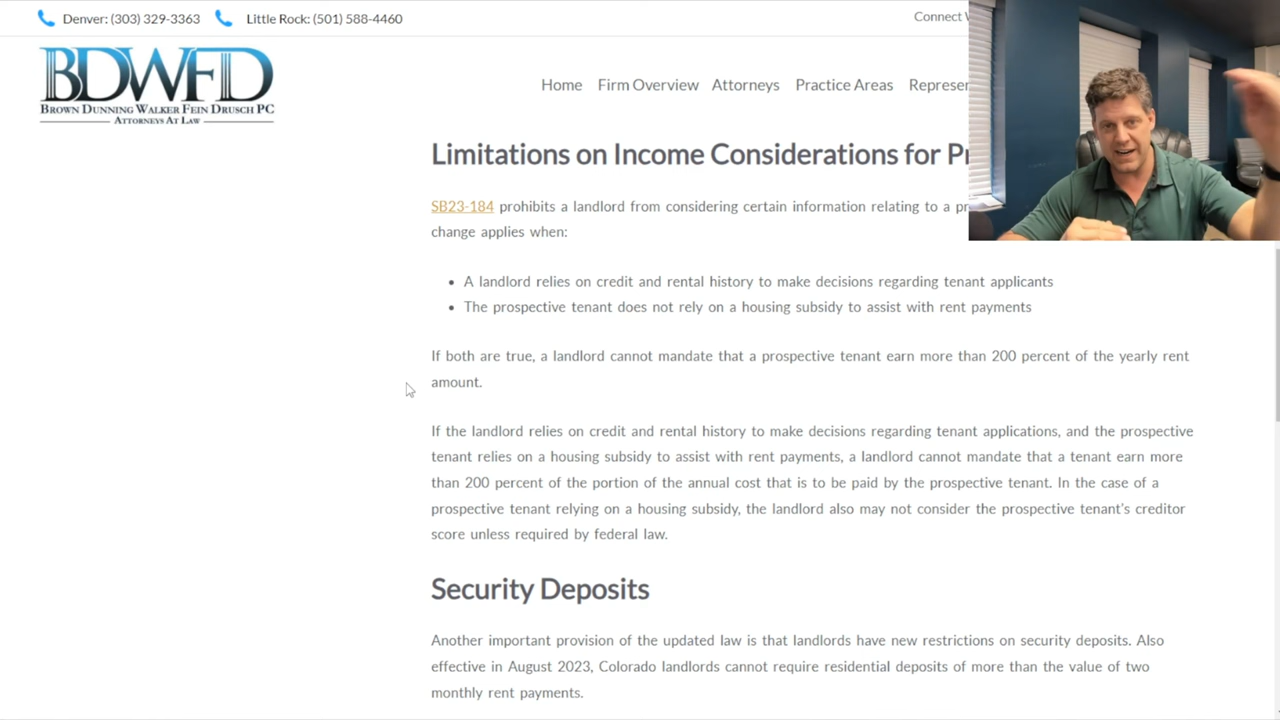 Denver: (303) 329-3363 Little Rock: (501) 588-4460
Connect
BDWFD
BROWN DUNNING WALKER FEIN DRUSCH PC
ATTORNEYS AT LAW
Home Firm Overview Attorneys Practice Areas
Limitations on Income Considerations for
SB23-184 prohibits a landlord from considering certain information relating to a
change applies when:
• A landlord relies on credit and rental history to make decisions regarding tenant applicants
• The prospective tenant does not rely on a housing subsidy to assist with rent payments
If both are true, a landlord cannot mandate that a prospective tenant earn more than 200 percent of the yearly rent
amount.
If the landlord relies on credit and rental history to make decisions regarding tenant applications, and the prospective
tenant relies on a housing subsidy to assist with rent payments, a landlord cannot mandate that a tenant earn more
than 200 percent of the portion of the annual cost that is to be paid by the prospective tenant. In the case of a
prospective tenant relying on a housing subsidy, the landlord also may not consider the prospective tenant's creditor
score unless required by federal law.
Security Deposits
Another important provision of the updated law is that landlords have new restrictions on security deposits. Also
effective in August 2023, Colorado landlords cannot require residential deposits of more than the value of two
monthly rent payments.